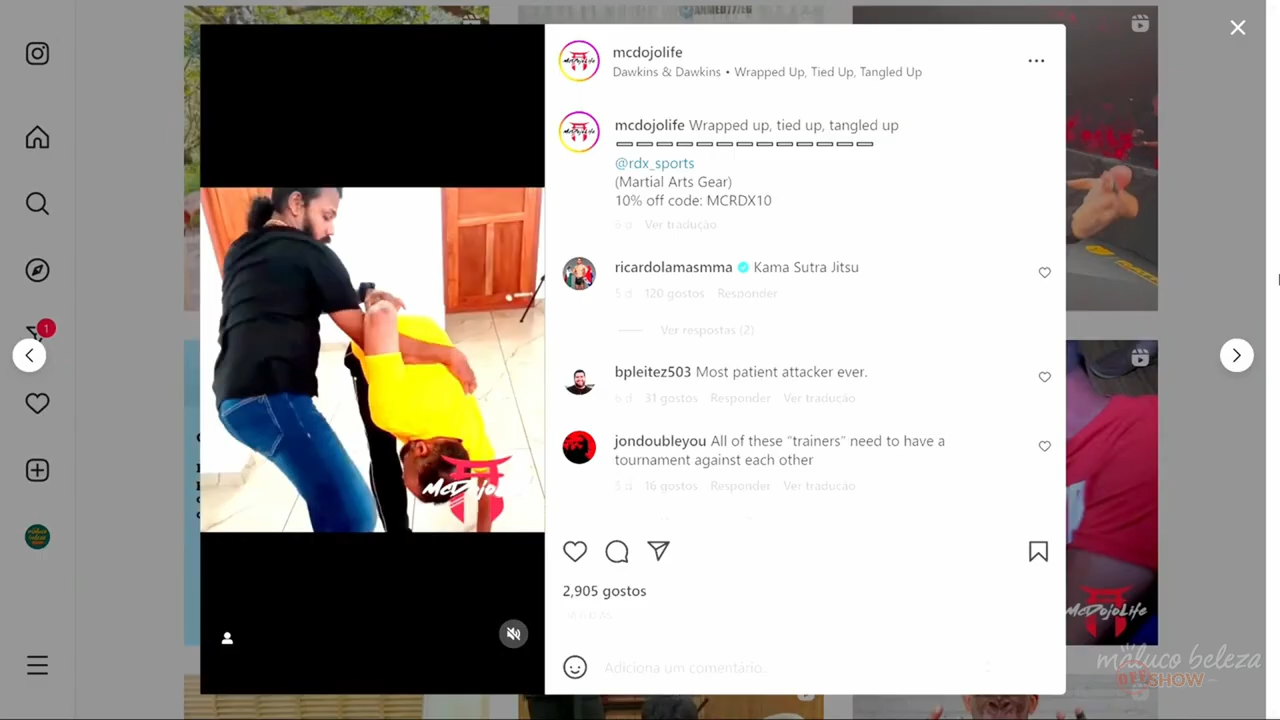 mcdojolife
Dawkins & Dawkins • Wrapped Up, Tied Up, Tangled Up
mcdojolife Wrapped up, tied up, tangled up
@rdx_sports
(Martial Arts Gear)
10% off code: MCRDX10
6 d Ver tradução
ricardolamasmma Kama Sutra Jitsu
5 d 120 gostos Responder
Ver respostas (2)
bpleitez503 Most patient attacker ever.
6 d 31 gostos Responder Ver tradução
jondoubleyou All of these “trainers” need to have a
tournament against each other
5 d 16 gostos Responder Ver tradução
2,905 gostos
Adiciona um comentário...
1
McDojoLife
maluco beleza
OFF SHOW